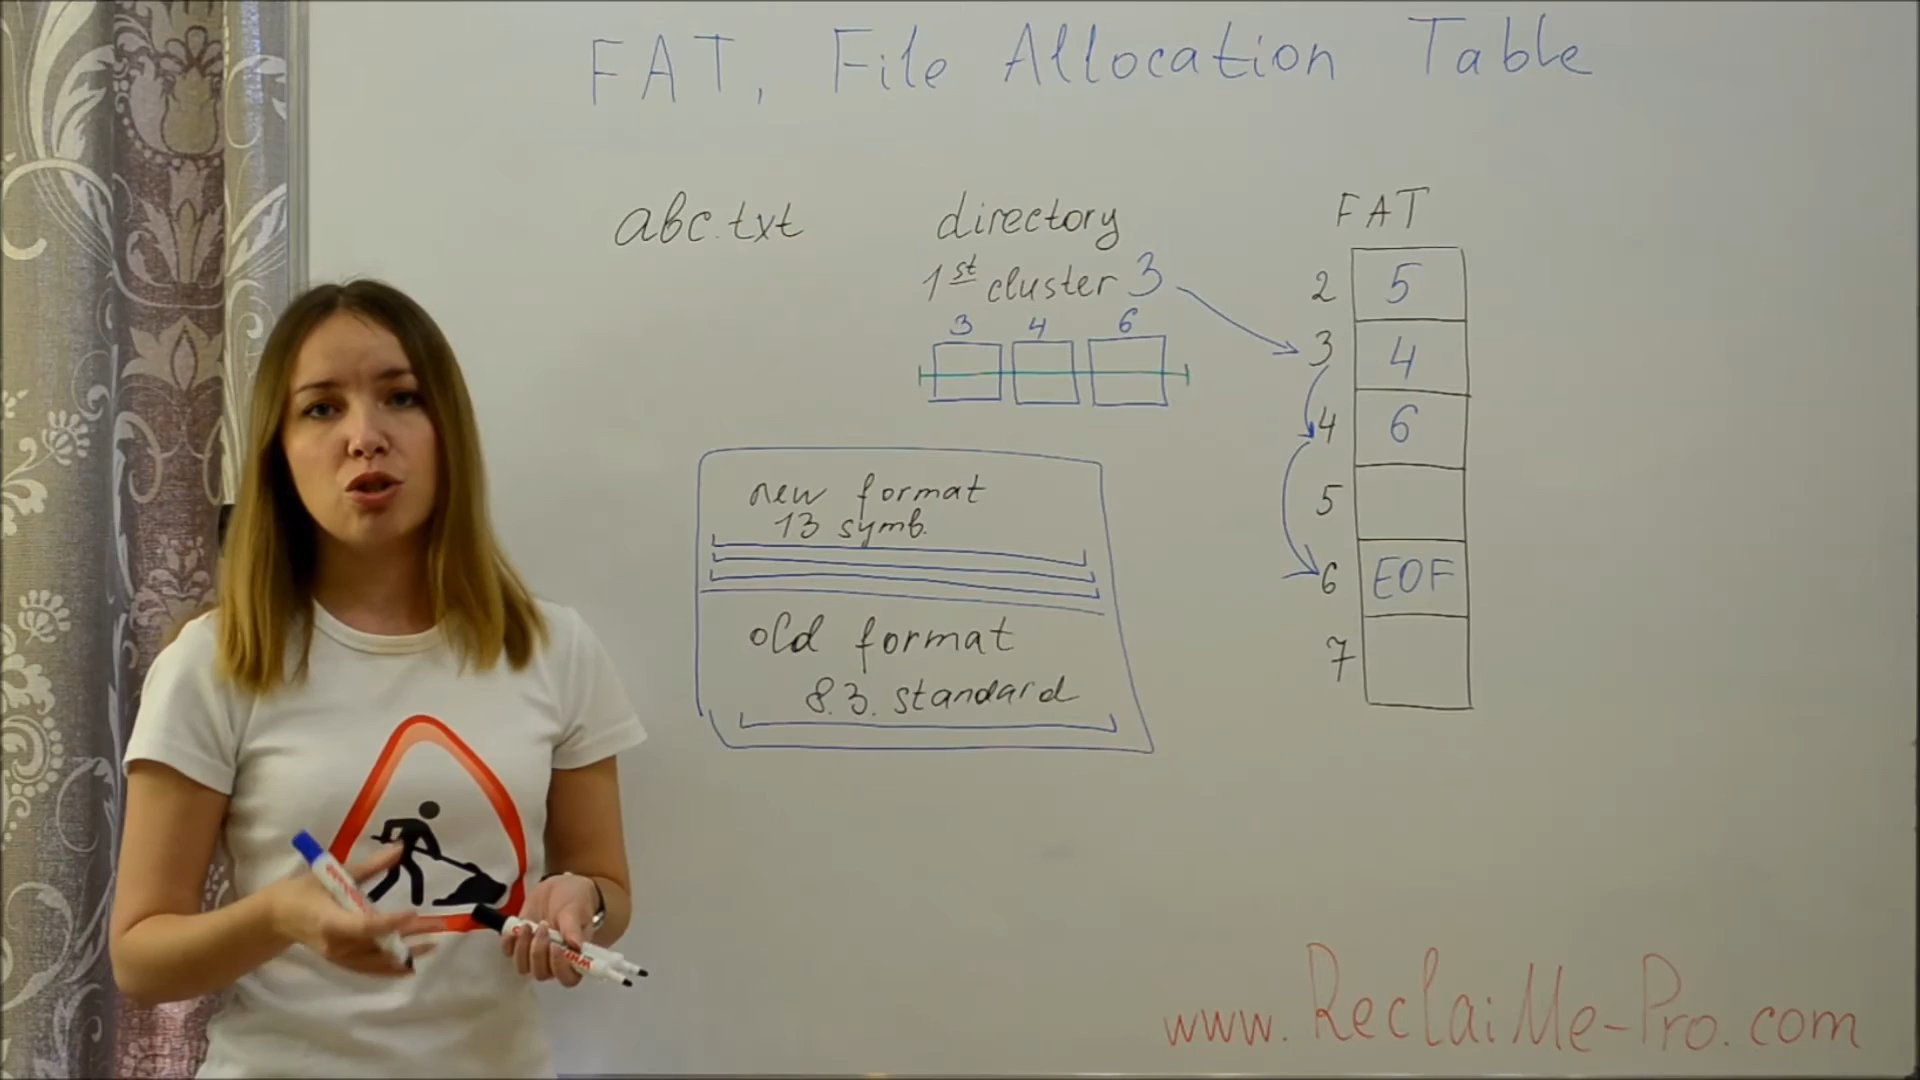 FAT, File Allocation Table
abc.txt
directory
1st cluster 3
3 4 6
new format
13 symb.
old format
8.3. standard
FAT
2 5
3 4
4 6
5
6 EOF
7
www.ReclaiMe-Pro.com